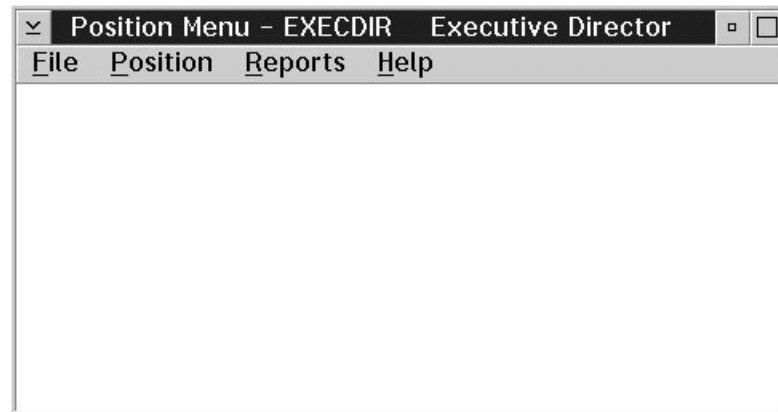 Position Menu – EXECDIR Executive Director
File Position Reports Help